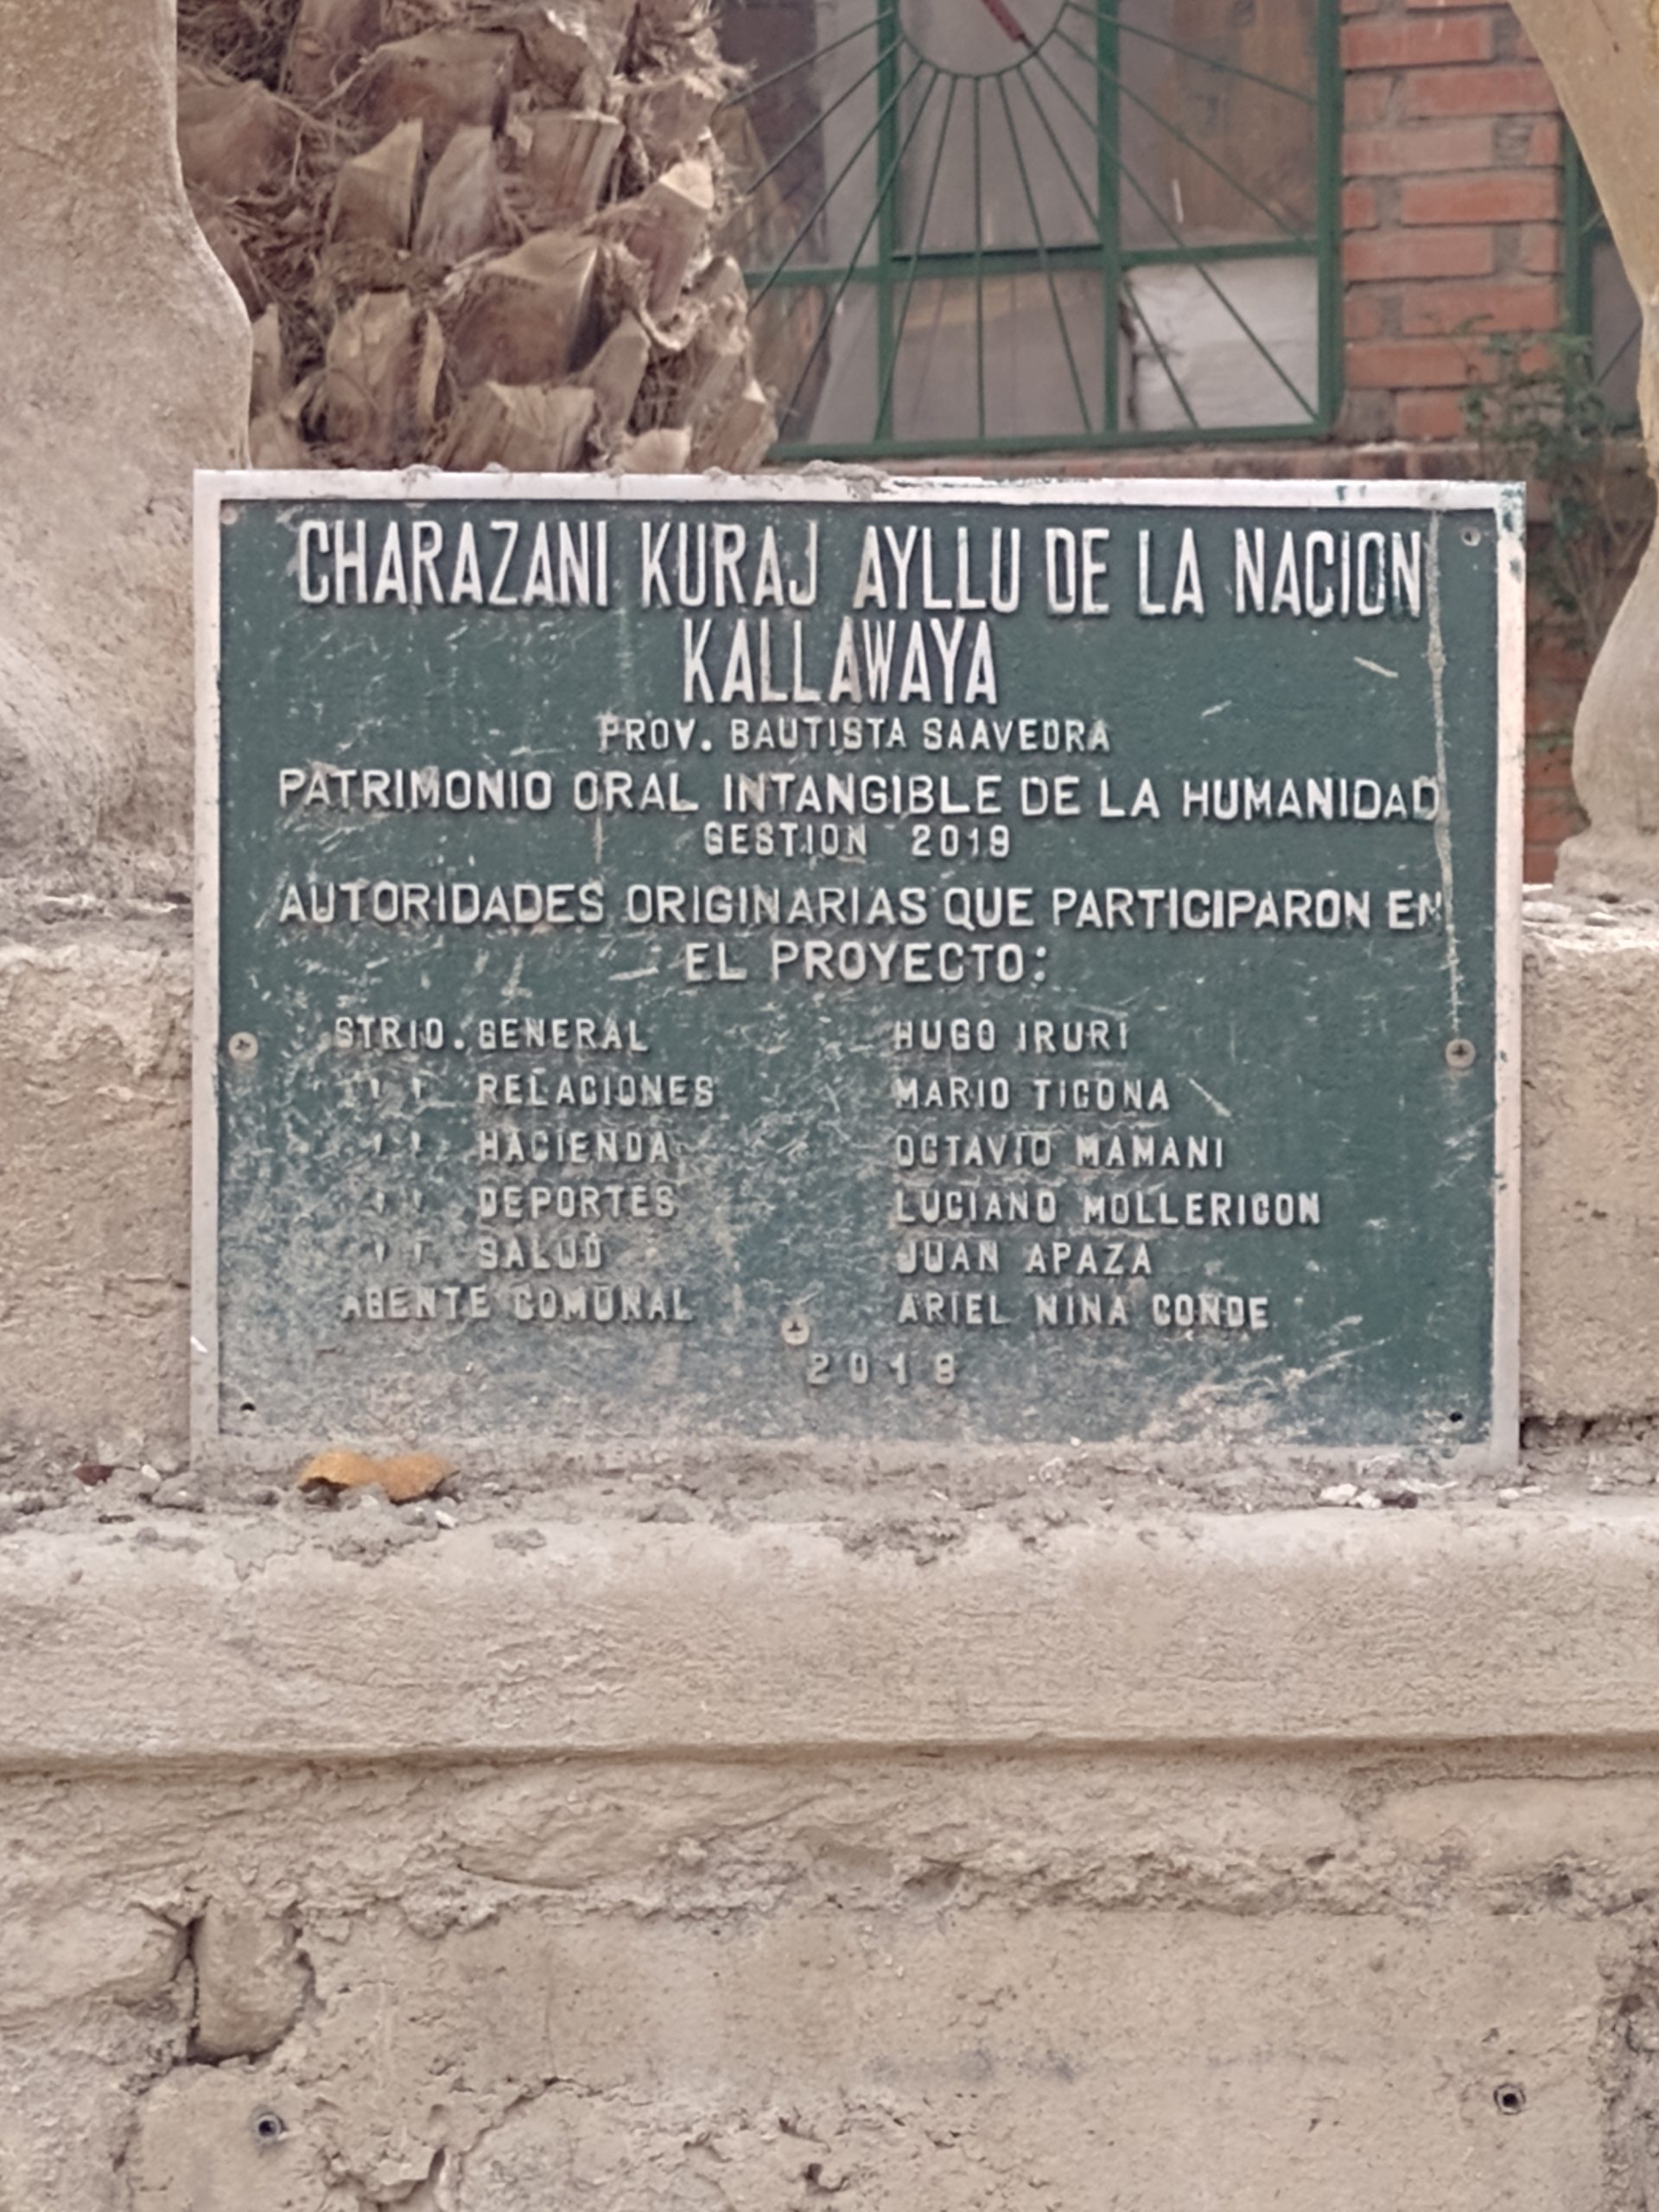 CHARAZANI KURAJ AYLLU DE LA NACION
KALLAWAYA
PROV. BAUTISTA SAAVEDRA
PATRIMONIO ORAL INTANGIBLE DE LA HUMANIDAD
GESTION 2019
AUTORIDADES ORIGINARIAS QUE PARTICIPARON EN
EL PROYECTO:
STRIO. GENERAL HUGO IRURI
'' RELACIONES MARIO TICONA
'' HACIENDA OCTAVIO MAMANI
'' DEPORTES LUCIANO MOLLERICON
'' SALUD JUAN APAZA
AGENTE COMUNAL ARIEL NINA CONDE
2018